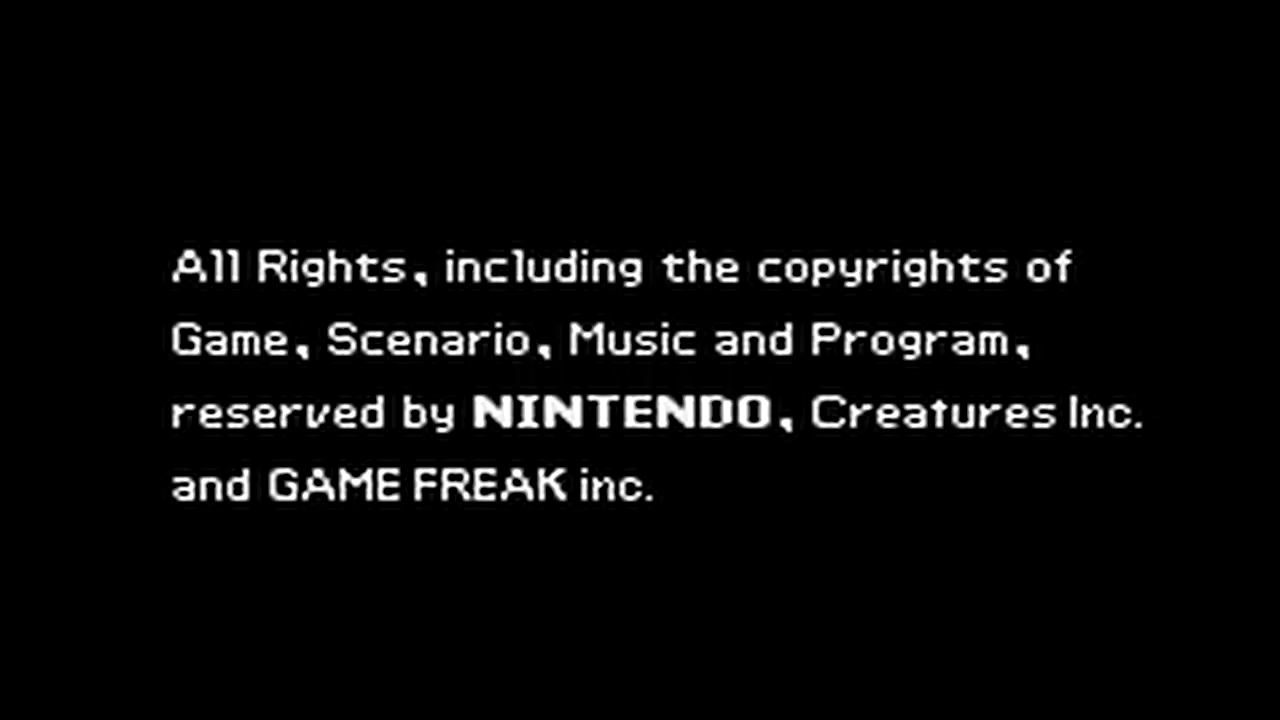 All Rights, including the copyrights of
Game, Scenario, Music and Program,
reserved by NINTENDO, Creatures Inc.
and GAME FREAK inc.